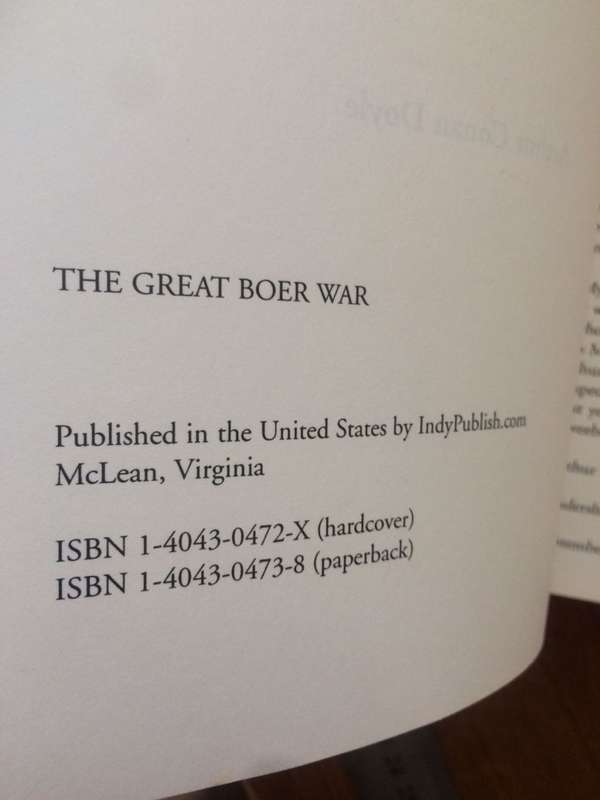 THE GREAT BOER WAR
Published in the United States by IndyPublish.com
McLean, Virginia
ISBN 1-4043-0472-X (hardcover)
ISBN 1-4043-0473-8 (paperback)